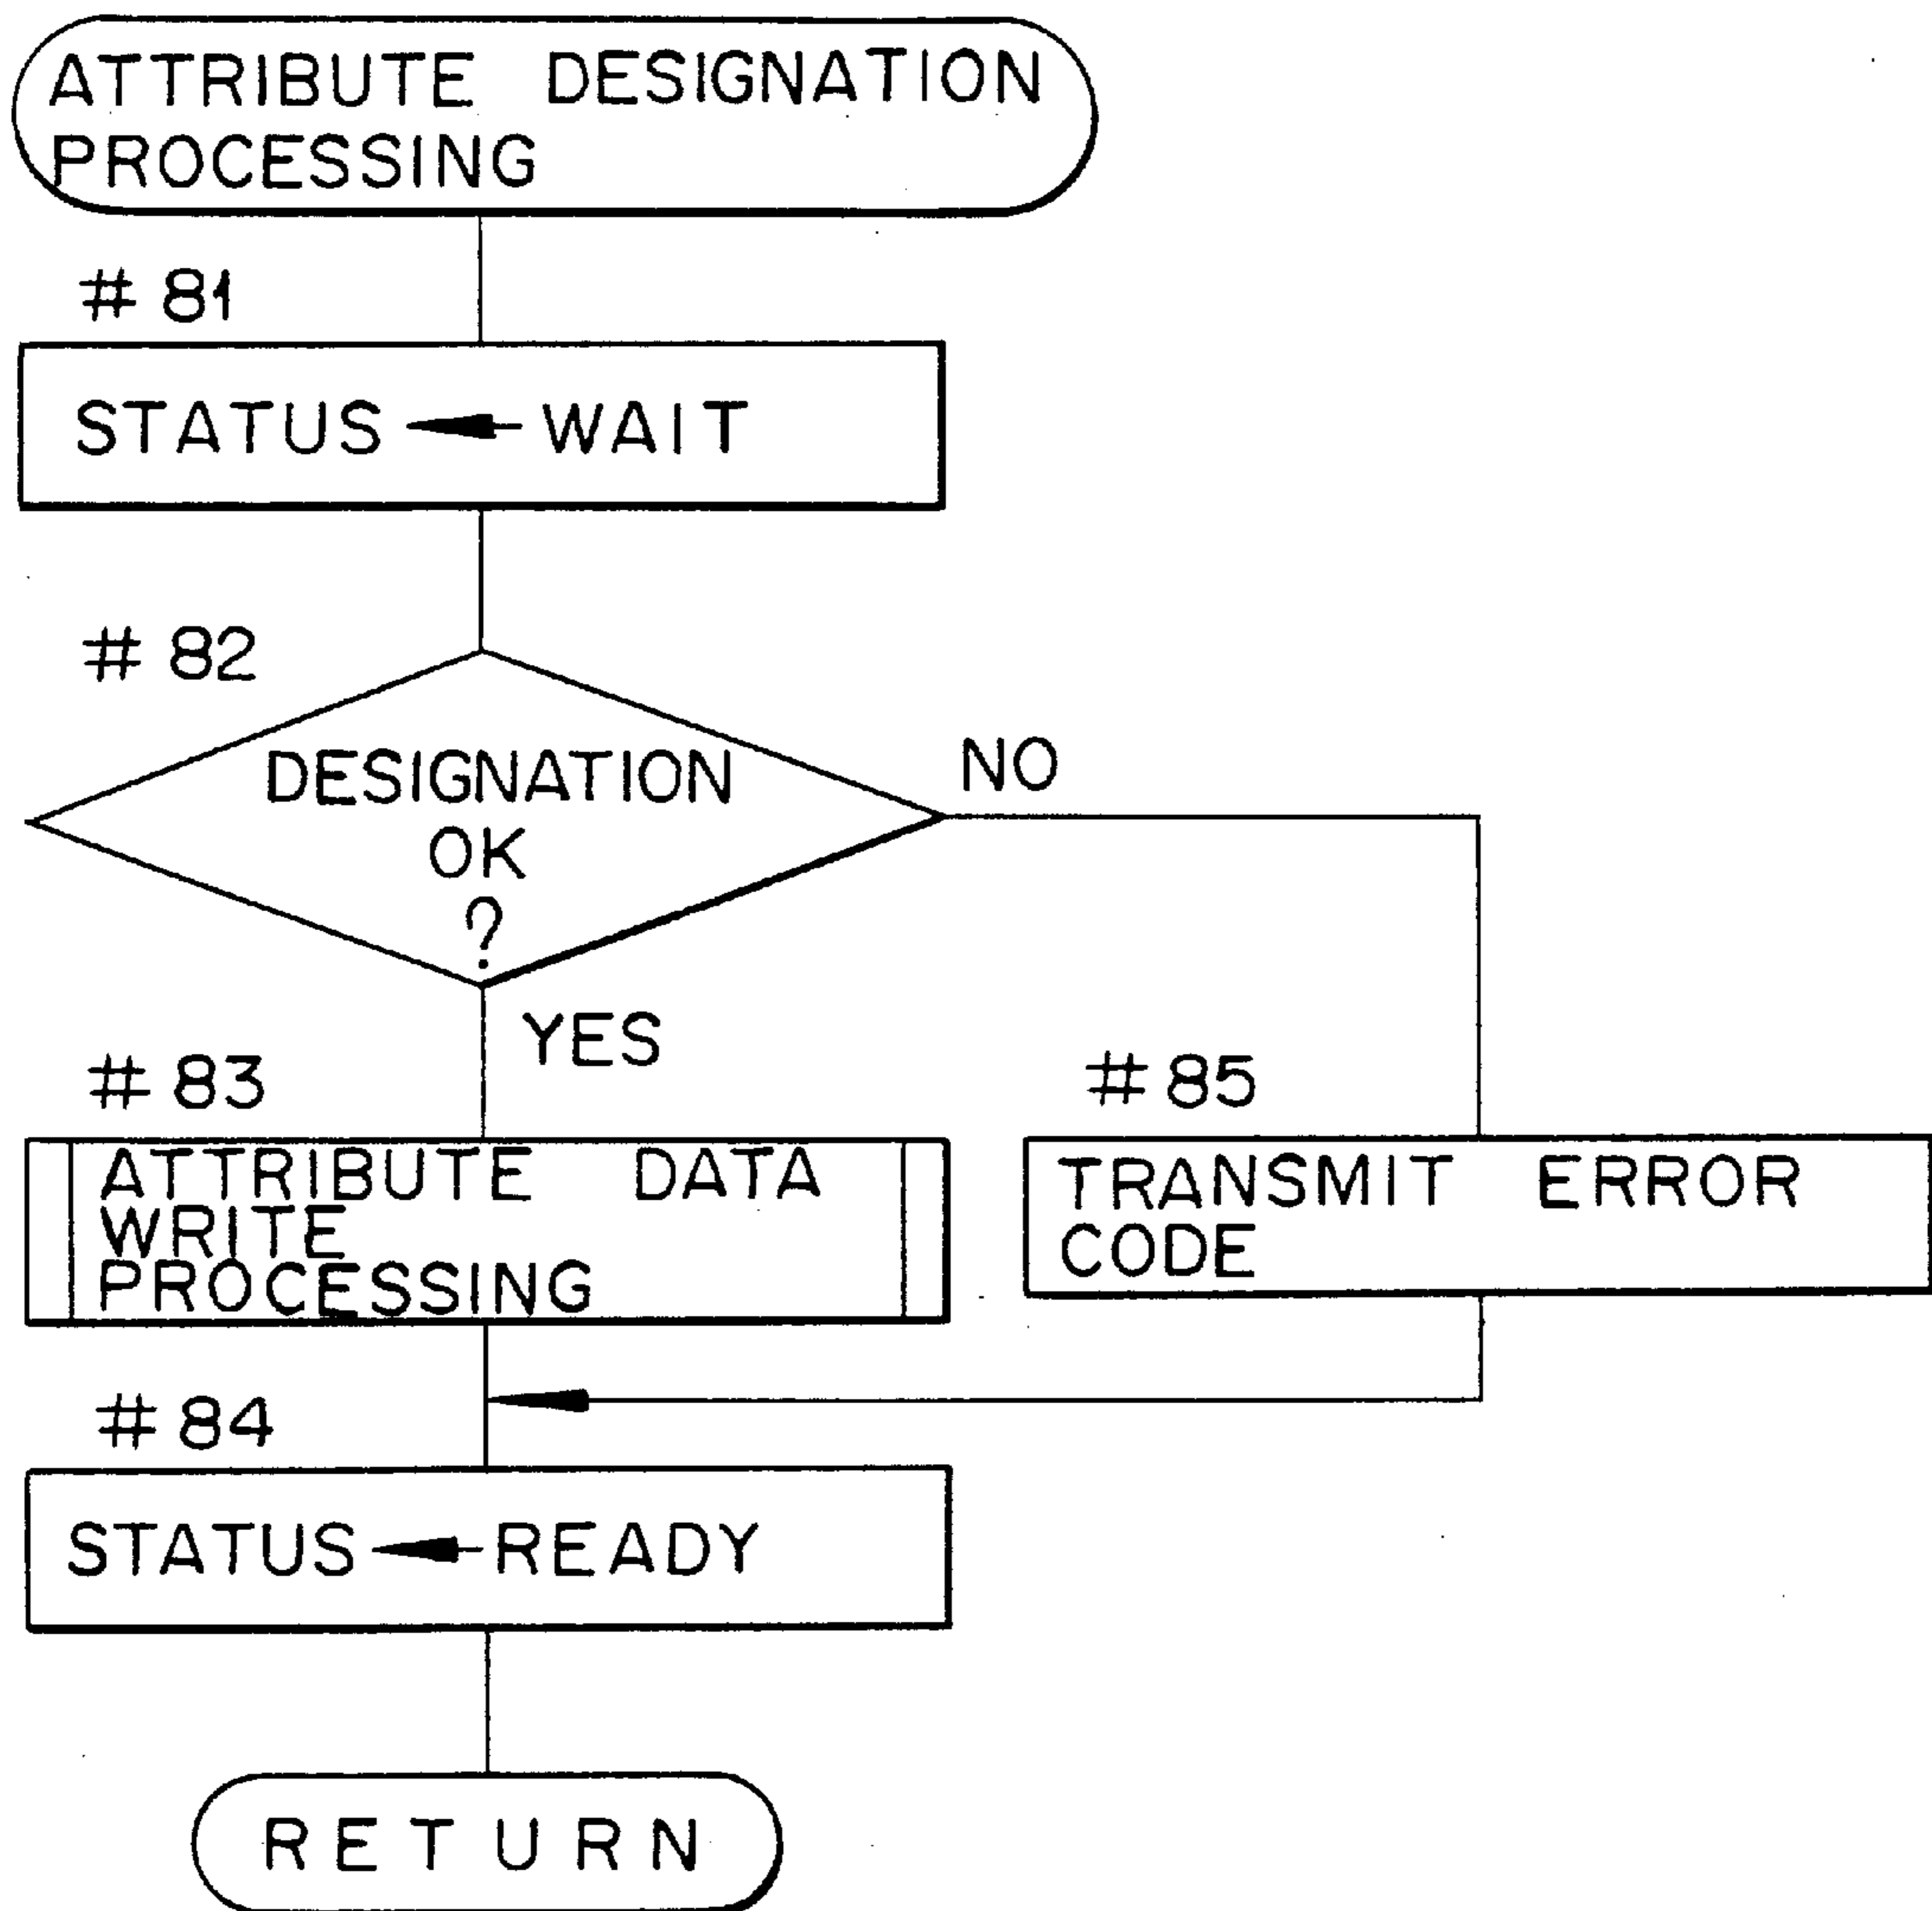 ATTRIBUTE DESIGNATION
PROCESSING
# 81
STATUS ← WAIT
# 82
DESIGNATION
OK
?
NO
YES
# 83
ATTRIBUTE DATA
WRITE
PROCESSING
# 85
TRANSMIT ERROR
CODE
# 84
STATUS ← READY
RETURN